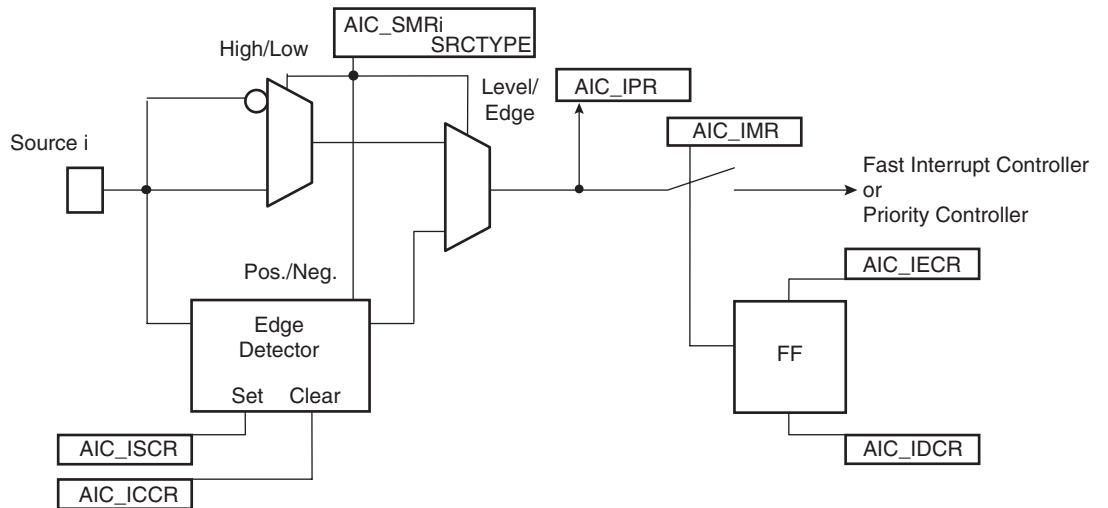 AIC_SMRi
SRCTYPE
High/Low
Level/
Edge
AIC_IPR
AIC_IMR
Source i
Fast Interrupt Controller
or
Priority Controller
Pos./Neg.
AIC_IECR
Edge
Detector
FF
Set Clear
AIC_ISCR
AIC_IDCR
AIC_ICCR